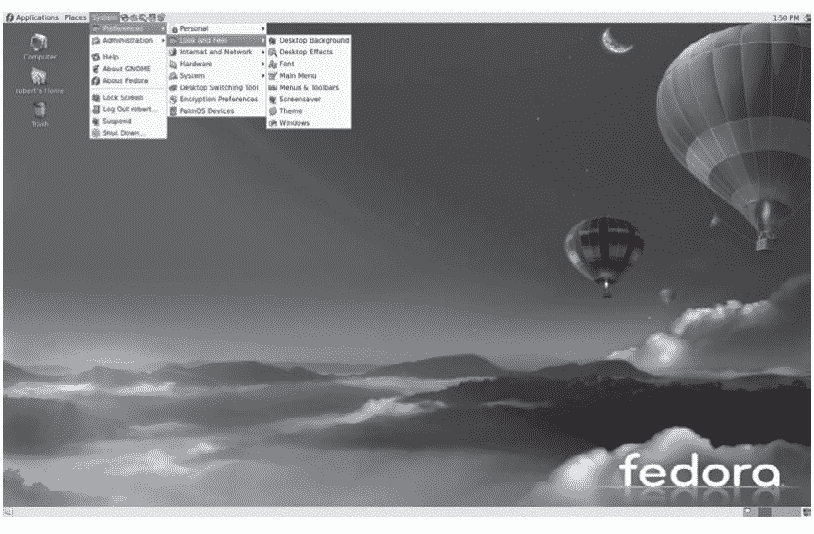 Applications Places System 1:50 PM
Preferences
Administration
Help
About GNOME
About Fedora
Lock Screen
Log Out robert...
Suspend
Shut Down...
Personal
Look and Feel
Internet and Network
Hardware
System
Desktop Switching Tool
Encryption Preferences
PalmOS Devices
Desktop Background
Desktop Effects
Font
Main Menu
Menus & Toolbars
Screensaver
Theme
Windows
Computer
robert's Home
Trash
fedora